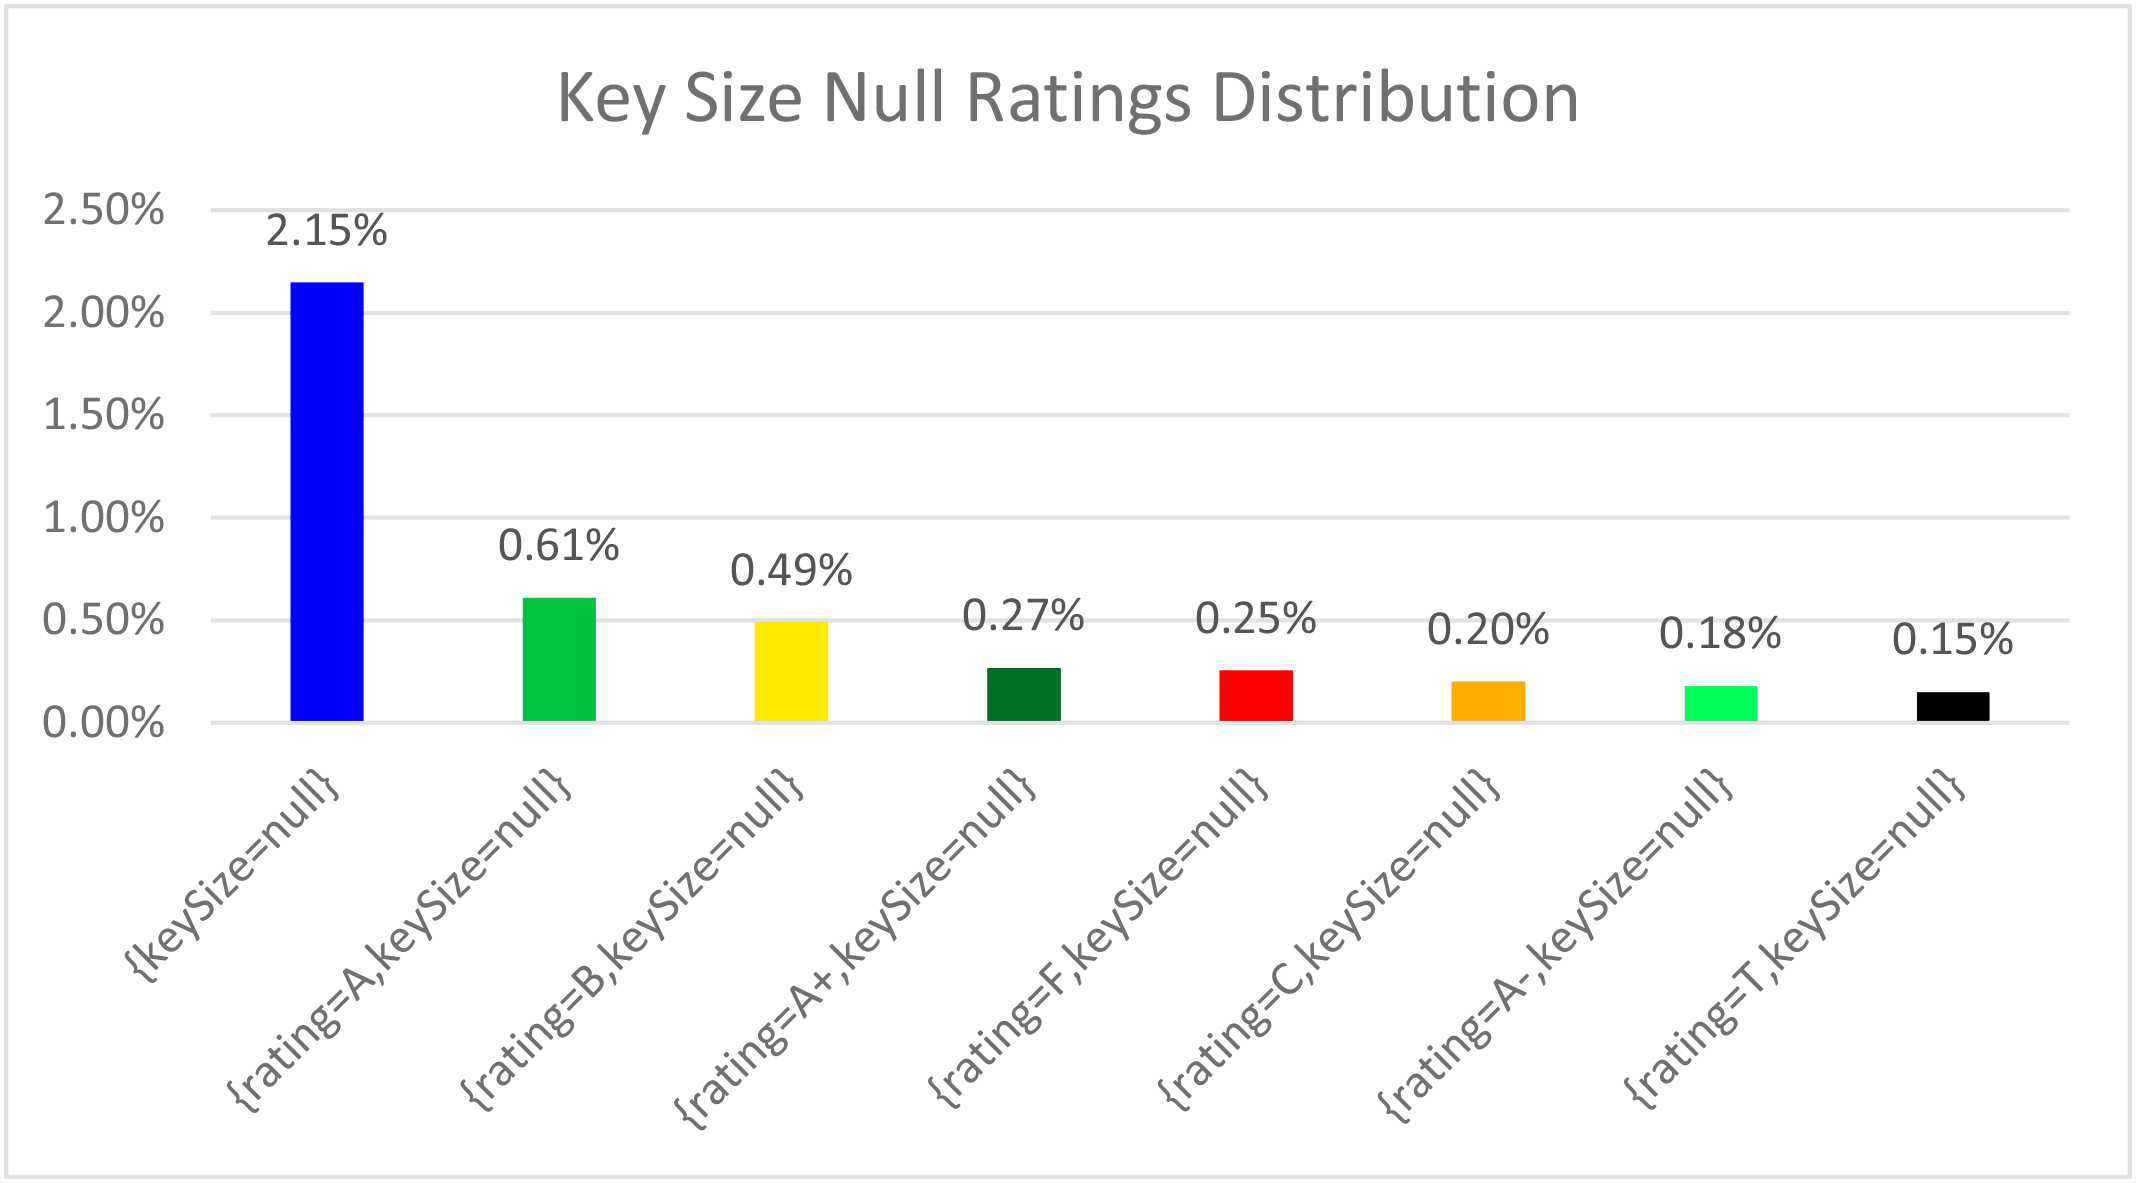 Key Size Null Ratings Distribution
2.50%
2.00%
1.50%
1.00%
0.50%
0.00%
2.15%
0.61%
0.49%
0.27%
0.25%
0.20%
0.18%
0.15%
{keySize=null}
{rating=A,keySize=null}
{rating=B,keySize=null}
{rating=A+,keySize=null}
{rating=F,keySize=null}
{rating=C,keySize=null}
{rating=A-,keySize=null}
{rating=T,keySize=null}